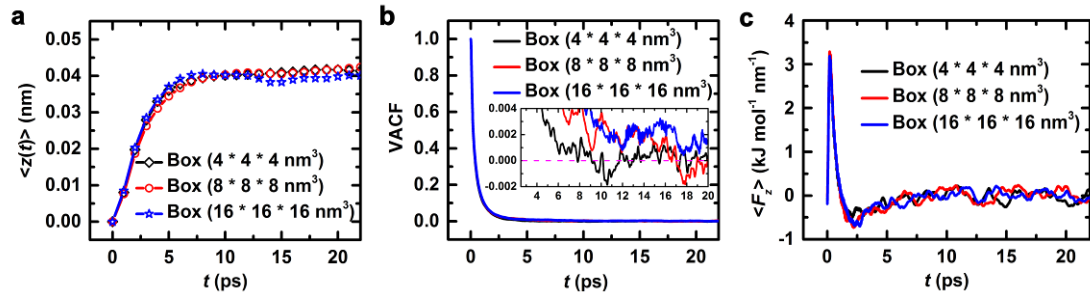 a
<z(t)> (nm)
0.05
0.04
0.03
0.02
0.01
0.00
Box (4 * 4 * 4 nm³)
Box (8 * 8 * 8 nm³)
Box (16 * 16 * 16 nm³)
0 5 10 15 20
t (ps)
b
VACF
1.0
0.8
0.6
0.4
0.2
0.0
Box (4 * 4 * 4 nm³)
Box (8 * 8 * 8 nm³)
Box (16 * 16 * 16 nm³)
0.004
0.002
0.000
-0.002
4 6 8 10 12 14 16 18 20
0 5 10 15 20
t (ps)
c
<Fz> (kJ mol⁻¹ nm⁻¹)
4
3
2
1
0
-1
Box (4 * 4 * 4 nm³)
Box (8 * 8 * 8 nm³)
Box (16 * 16 * 16 nm³)
0 5 10 15 20
t (ps)